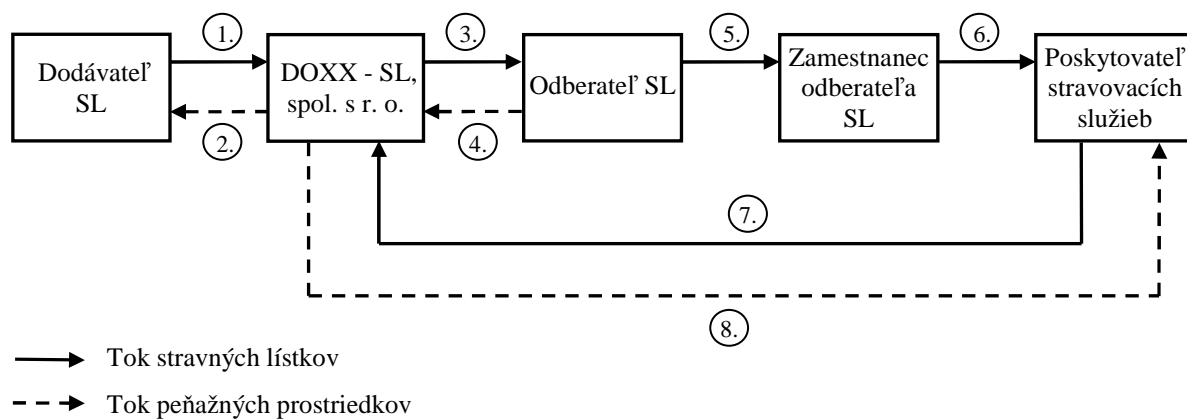 1.
3.
5.
6.
Dodávateľ
SL
DOXX - SL,
spol. s r. o.
Odberateľ SL
Zamestnanec
odberateľa
SL
Poskytovateľ
stravovacích
služieb
2.
4.
7.
8.
Tok stravných lístkov
Tok peňažných prostriedkov